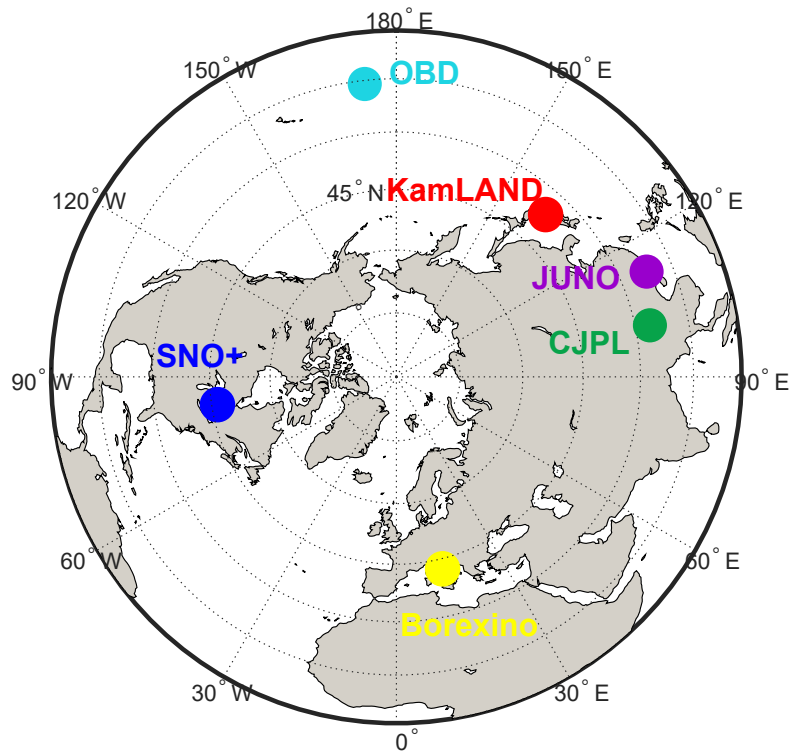 180° E
150° W
OBD
150° E
45° N
KamLAND
120° W
120° E
JUNO
SNO+
CJPL
90° W
90° E
60° W
60° E
Borexino
30° W
30° E
0°